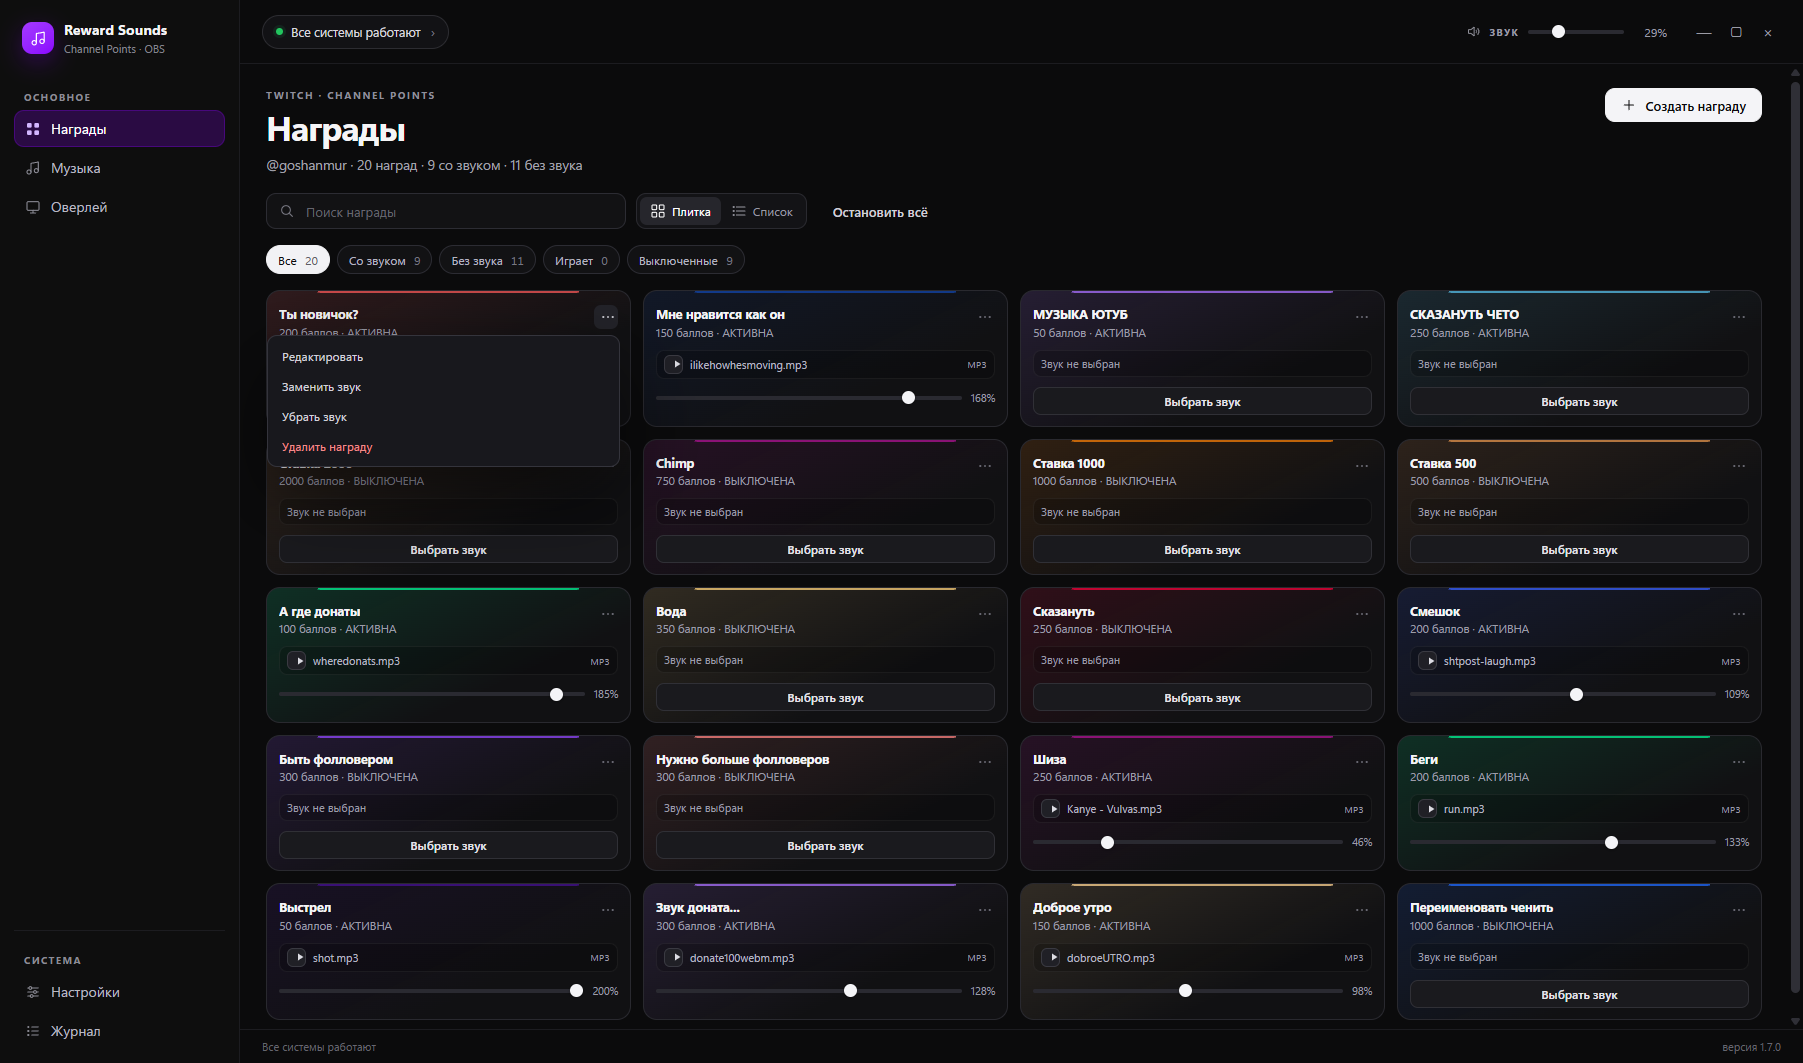 Reward Sounds
Channel Points · OBS
ОСНОВНОЕ
Награды
Музыка
Оверлей
СИСТЕМА
Настройки
Журнал
Все системы работают ›
ЗВУК 29%
TWITCH · CHANNEL POINTS
Награды
@goshanmur · 20 наград · 9 со звуком · 11 без звука
+ Создать награду
Поиск награды
Плитка
Список
Остановить всё
Все 20
Со звуком 9
Без звука 11
Играет 0
Выключенные 9
Ты новичок?
200 баллов · АКТИВНА
Редактировать
Заменить звук
Убрать звук
Удалить награду
Мне нравится как он
150 баллов · АКТИВНА
ilikehowhesmoving.mp3 MP3
168%
МУЗЫКА ЮТУБ
50 баллов · АКТИВНА
Звук не выбран
Выбрать звук
СКАЗАНУТЬ ЧЕТО
250 баллов · АКТИВНА
Звук не выбран
Выбрать звук
2000 баллов · ВЫКЛЮЧЕНА
Звук не выбран
Выбрать звук
Chimp
750 баллов · ВЫКЛЮЧЕНА
Звук не выбран
Выбрать звук
Ставка 1000
1000 баллов · ВЫКЛЮЧЕНА
Звук не выбран
Выбрать звук
Ставка 500
500 баллов · ВЫКЛЮЧЕНА
Звук не выбран
Выбрать звук
А где донаты
100 баллов · АКТИВНА
wheredonats.mp3 MP3
185%
Вода
350 баллов · ВЫКЛЮЧЕНА
Звук не выбран
Выбрать звук
Сказануть
250 баллов · ВЫКЛЮЧЕНА
Звук не выбран
Выбрать звук
Смешок
200 баллов · АКТИВНА
shtpost-laugh.mp3 MP3
109%
Быть фолловером
300 баллов · ВЫКЛЮЧЕНА
Звук не выбран
Выбрать звук
Нужно больше фолловеров
300 баллов · ВЫКЛЮЧЕНА
Звук не выбран
Выбрать звук
Шиза
250 баллов · АКТИВНА
Kanye - Vulvas.mp3 MP3
46%
Беги
200 баллов · АКТИВНА
run.mp3 MP3
133%
Выстрел
50 баллов · АКТИВНА
shot.mp3 MP3
200%
Звук доната...
300 баллов · АКТИВНА
donate100webm.mp3 MP3
128%
Доброе утро
150 баллов · АКТИВНА
dobroeUTRO.mp3 MP3
98%
Переименовать ченить
1000 баллов · ВЫКЛЮЧЕНА
Звук не выбран
Выбрать звук
Все системы работают
версия 1.7.0